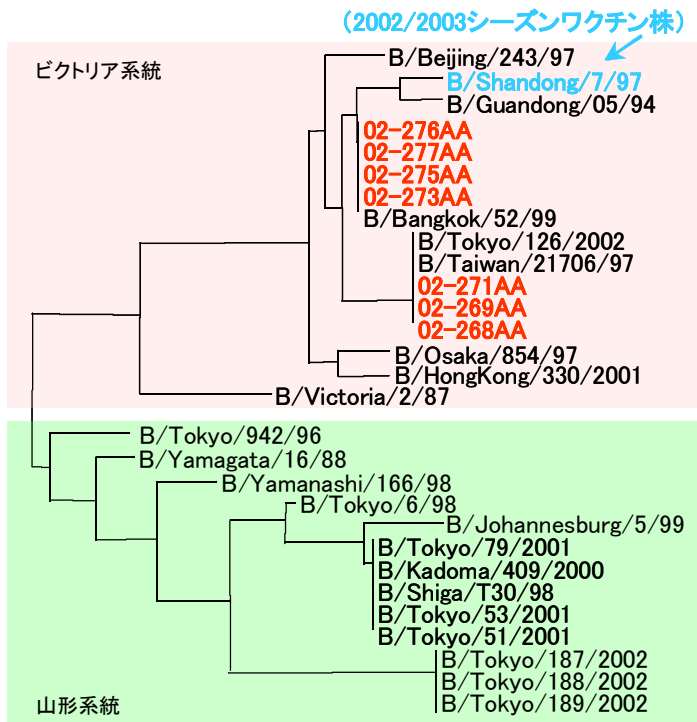 （2002/2003シーズンワクチン株）
ビクトリア系統
B/Beijing/243/97
B/Shandong/7/97
B/Guandong/05/94
02-276AA
02-277AA
02-275AA
02-273AA
B/Bangkok/52/99
B/Tokyo/126/2002
B/Taiwan/21706/97
02-271AA
02-269AA
02-268AA
B/Osaka/854/97
B/HongKong/330/2001
B/Victoria/2/87
B/Tokyo/942/96
B/Yamagata/16/88
B/Yamanashi/166/98
B/Tokyo/6/98
B/Johannesburg/5/99
B/Tokyo/79/2001
B/Kadoma/409/2000
B/Shiga/T30/98
B/Tokyo/53/2001
B/Tokyo/51/2001
B/Tokyo/187/2002
B/Tokyo/188/2002
B/Tokyo/189/2002
山形系統